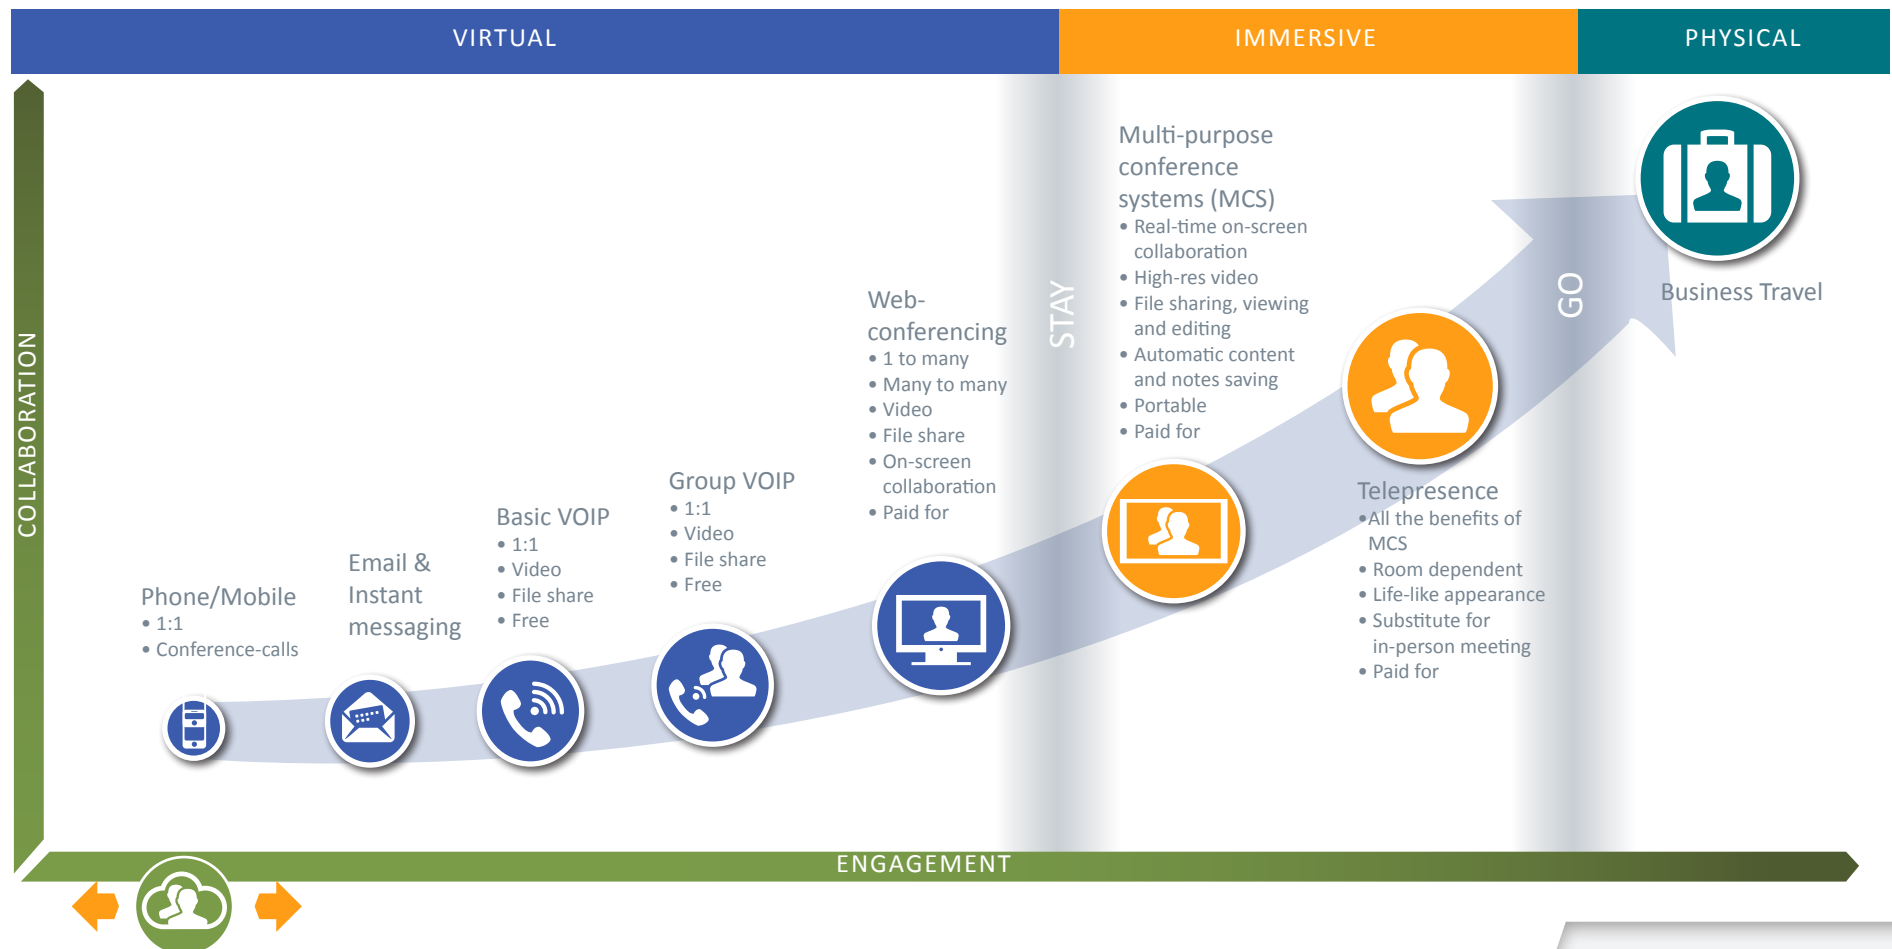 VIRTUAL
IMMERSIVE
PHYSICAL
COLLABORATION
Phone/Mobile
• 1:1
• Conference-calls
Email &
Instant
messaging
Basic VOIP
• 1:1
• Video
• File share
• Free
Group VOIP
• 1:1
• Video
• File share
• Free
Web-
conferencing
• 1 to many
• Many to many
• Video
• File share
• On-screen
collaboration
• Paid for
STAY
Multi-purpose
conference
systems (MCS)
• Real-time on-screen
collaboration
• High-res video
• File sharing, viewing
and editing
• Automatic content
and notes saving
• Portable
• Paid for
Telepresence
•All the benefits of
MCS
• Room dependent
• Life-like appearance
• Substitute for
in-person meeting
• Paid for
GO
Business Travel
ENGAGEMENT